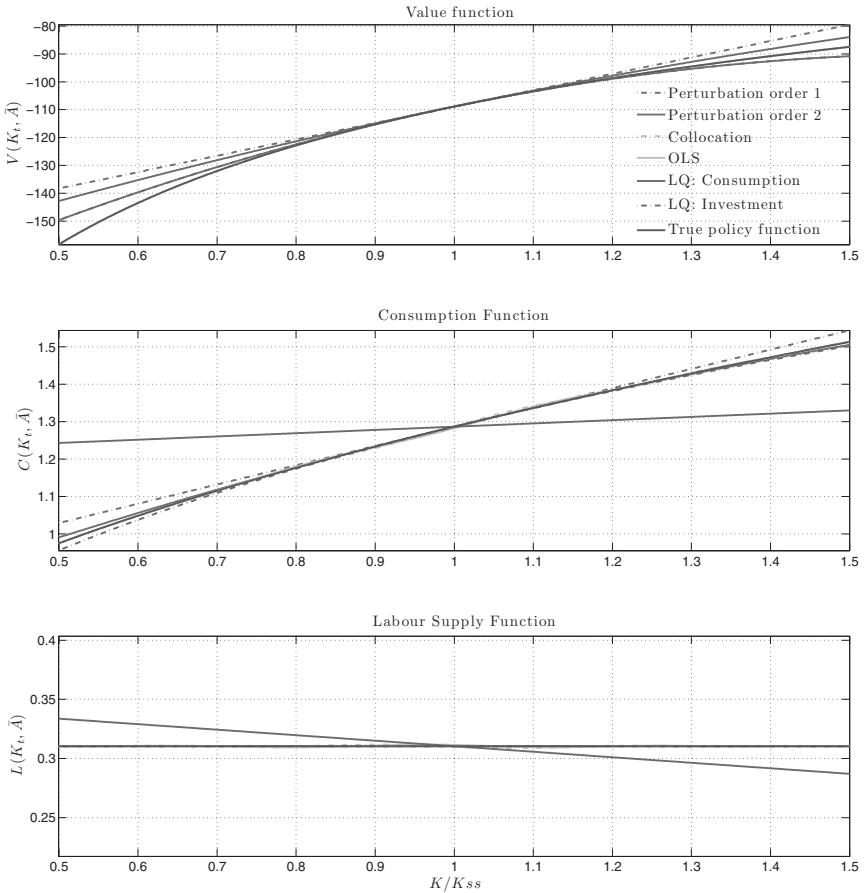 Value function
−80
−90
−100
−110
−120
−130
−140
−150
V(K_t, Ā)
Perturbation order 1
Perturbation order 2
Collocation
OLS
LQ: Consumption
LQ: Investment
True policy function
0.5 0.6 0.7 0.8 0.9 1 1.1 1.2 1.3 1.4 1.5
Consumption Function
1.5
1.4
1.3
1.2
1.1
1
C(K_t, Ā)
0.5 0.6 0.7 0.8 0.9 1 1.1 1.2 1.3 1.4 1.5
Labour Supply Function
0.4
0.35
0.3
0.25
L(K_t, Ā)
0.5 0.6 0.7 0.8 0.9 1 1.1 1.2 1.3 1.4 1.5
K/Kss